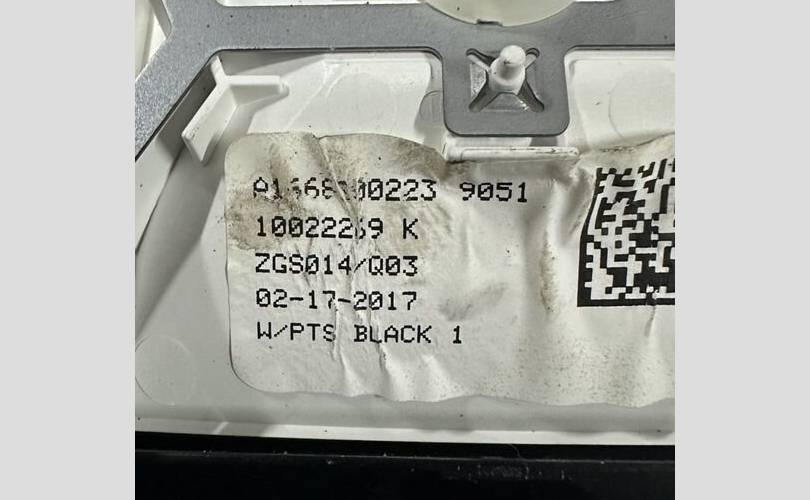 9051
K
ZGS014/Q03
02-17-2017
W/PTS BLACK 1